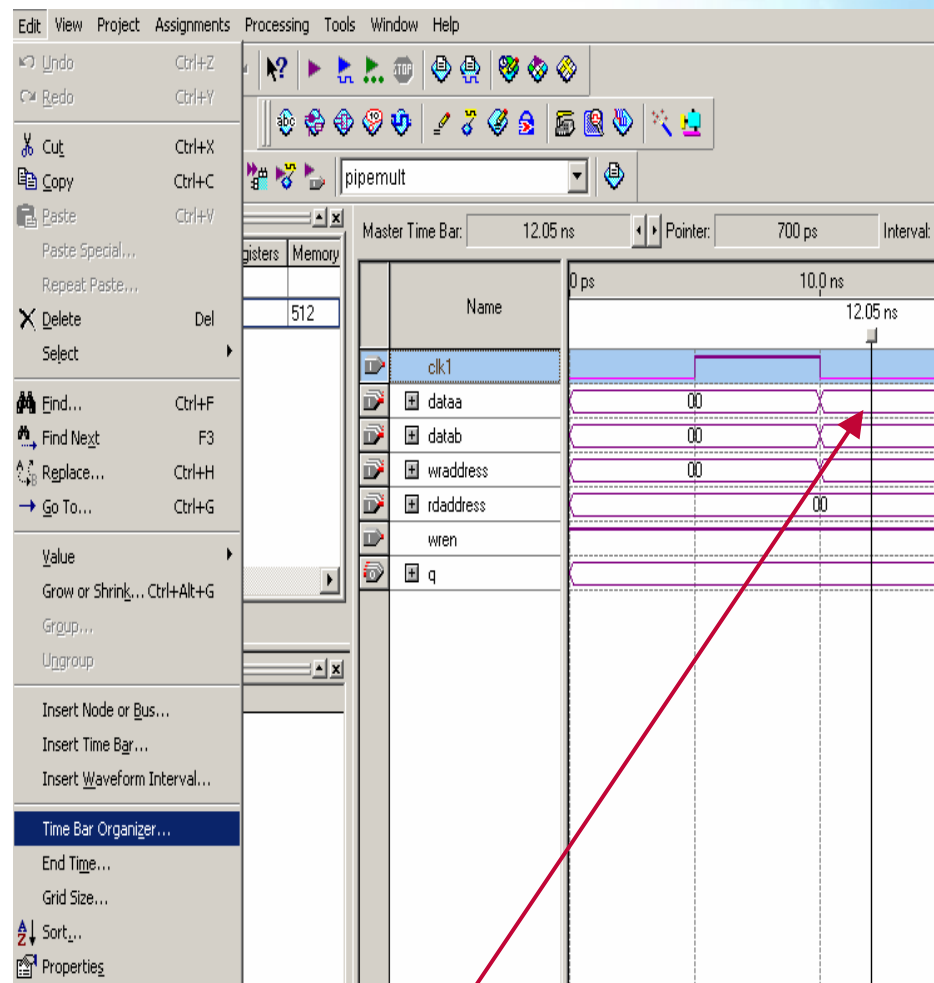 Edit View Project Assignments Processing Tools Window Help
Undo Ctrl+Z
Redo Ctrl+Y
Cut Ctrl+X
Copy Ctrl+C
Paste Ctrl+V
Paste Special...
Repeat Paste...
Delete Del
Select
Find... Ctrl+F
Find Next F3
Replace... Ctrl+H
Go To... Ctrl+G
Value
Grow or Shrink... Ctrl+Alt+G
Group...
Ungroup
Insert Node or Bus...
Insert Time Bar...
Insert Waveform Interval...
Time Bar Organizer...
End Time...
Grid Size...
Sort...
Properties
STOP
abc
10
pipemult
gisters Memory
512
Master Time Bar: 12.05 ns Pointer: 700 ps Interval:
Name
0 ps 10.0 ns
12.05 ns
clk1
dataa 00
datab 00
wraddress 00
rdaddress 00
wren
q